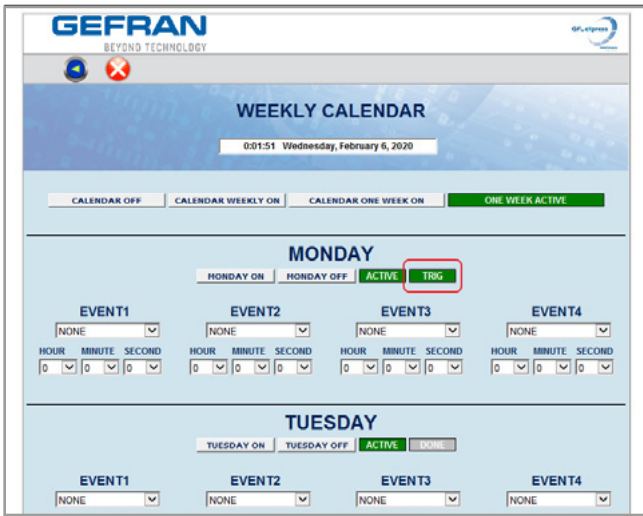 GEFRAN
BEYOND TECHNOLOGY
GF_eXpress
WEEKLY CALENDAR
0:01:51 Wednesday, February 6, 2020
CALENDAR OFF CALENDAR WEEKLY ON CALENDAR ONE WEEK ON ONE WEEK ACTIVE
MONDAY
MONDAY ON MONDAY OFF ACTIVE TRIG
EVENT1 EVENT2 EVENT3 EVENT4
NONE NONE NONE NONE
HOUR MINUTE SECOND HOUR MINUTE SECOND HOUR MINUTE SECOND HOUR MINUTE SECOND
0 0 0 0 0 0 0 0 0 0 0 0
TUESDAY
TUESDAY ON TUESDAY OFF ACTIVE DONE
EVENT1 EVENT2 EVENT3 EVENT4
NONE NONE NONE NONE